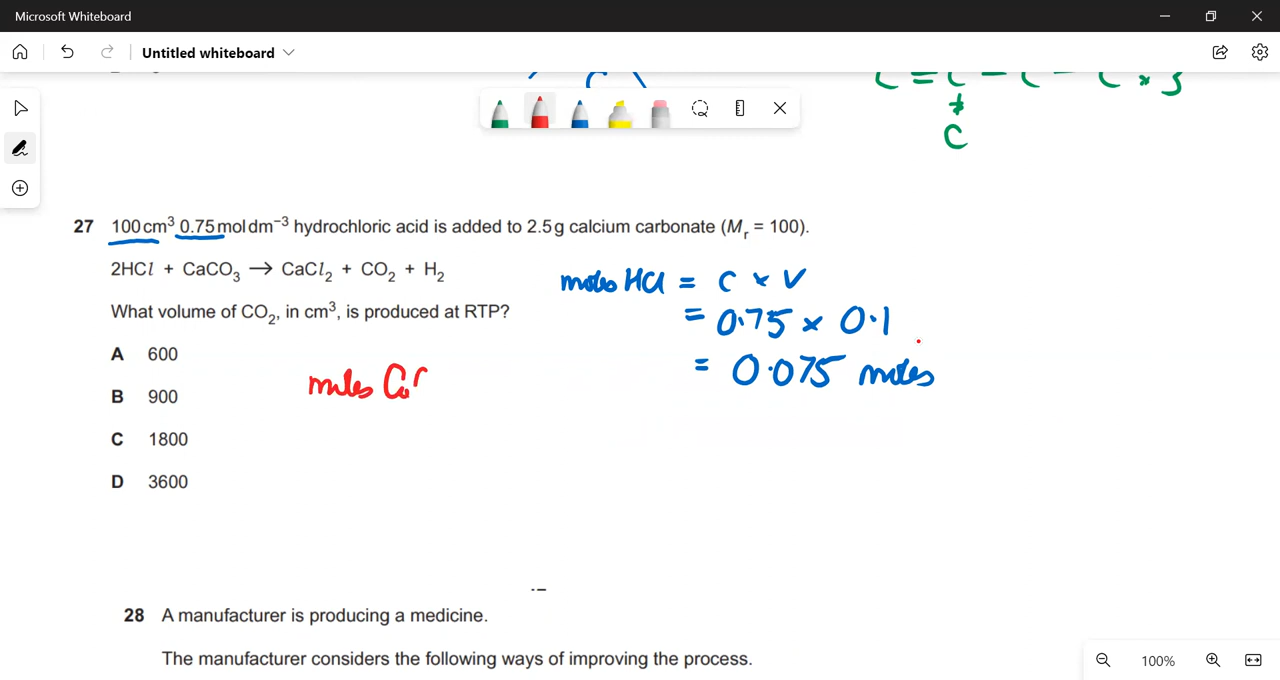 Microsoft Whiteboard
Untitled whiteboard
C
27 100 cm³ 0.75 mol dm⁻³ hydrochloric acid is added to 2.5 g calcium carbonate (Mᵣ = 100).
2HCl + CaCO₃ → CaCl₂ + CO₂ + H₂
What volume of CO₂, in cm³, is produced at RTP?
A 600
B 900
C 1800
D 3600
moles HCl = C × V
= 0.75 × 0.1
= 0.075 moles
moles Ca
28 A manufacturer is producing a medicine.
The manufacturer considers the following ways of improving the process.
100%